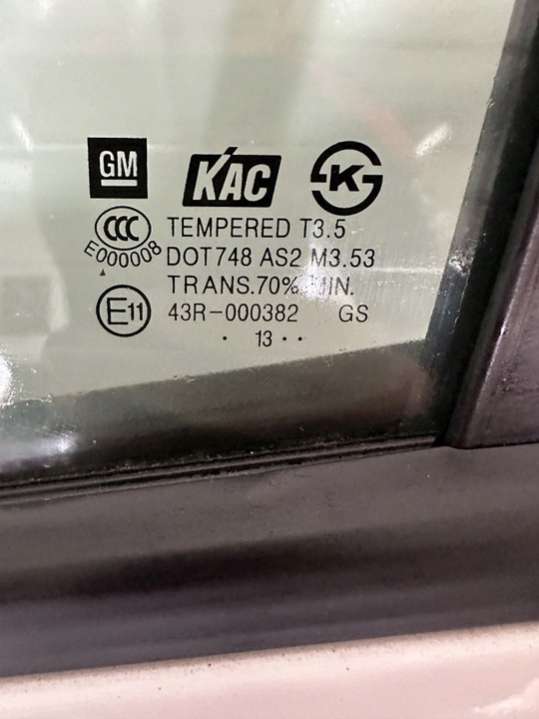 GM KAC K
CCC TEMPERED T3.5
E000008 DOT748 AS2 M3.53
TRANS.70% MIN.
E11 43R-000382 GS
· 13 ··